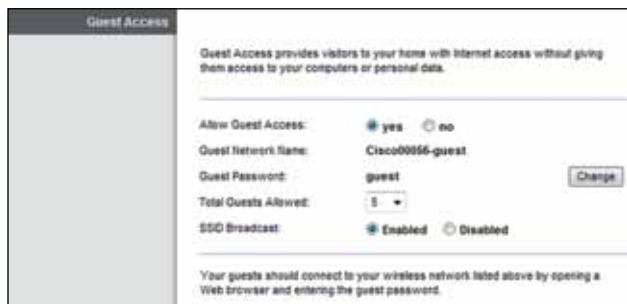 Guest Access
Guest Access provides visitors to your home with Internet access without giving
them access to your computers or personal data.
Allow Guest Access: yes no
Guest Network Name: Cisco00056-guest
Guest Password: guest Change
Total Guests Allowed: 5
SSID Broadcast: Enabled Disabled
Your guests should connect to your wireless network listed above by opening a
Web browser and entering the guest password.